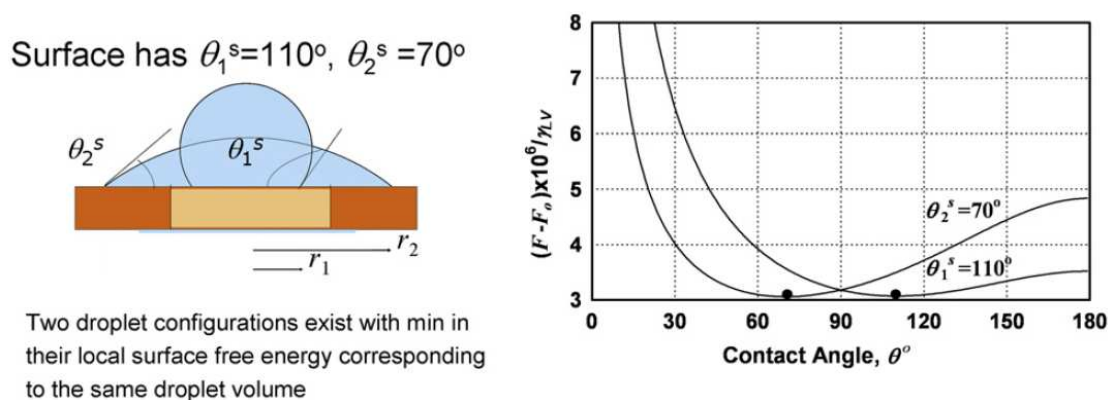 Surface has θ₁ˢ=110º, θ₂ˢ =70º
θ₂ˢ
θ₁ˢ
r₂
r₁
Two droplet configurations exist with min in
their local surface free energy corresponding
to the same droplet volume
(F-Fₒ)x10⁶/γLV
8
7
6
5
4
3
θ₂ˢ=70º
θ₁ˢ=110º
0 30 60 90 120 150 180
Contact Angle, θº